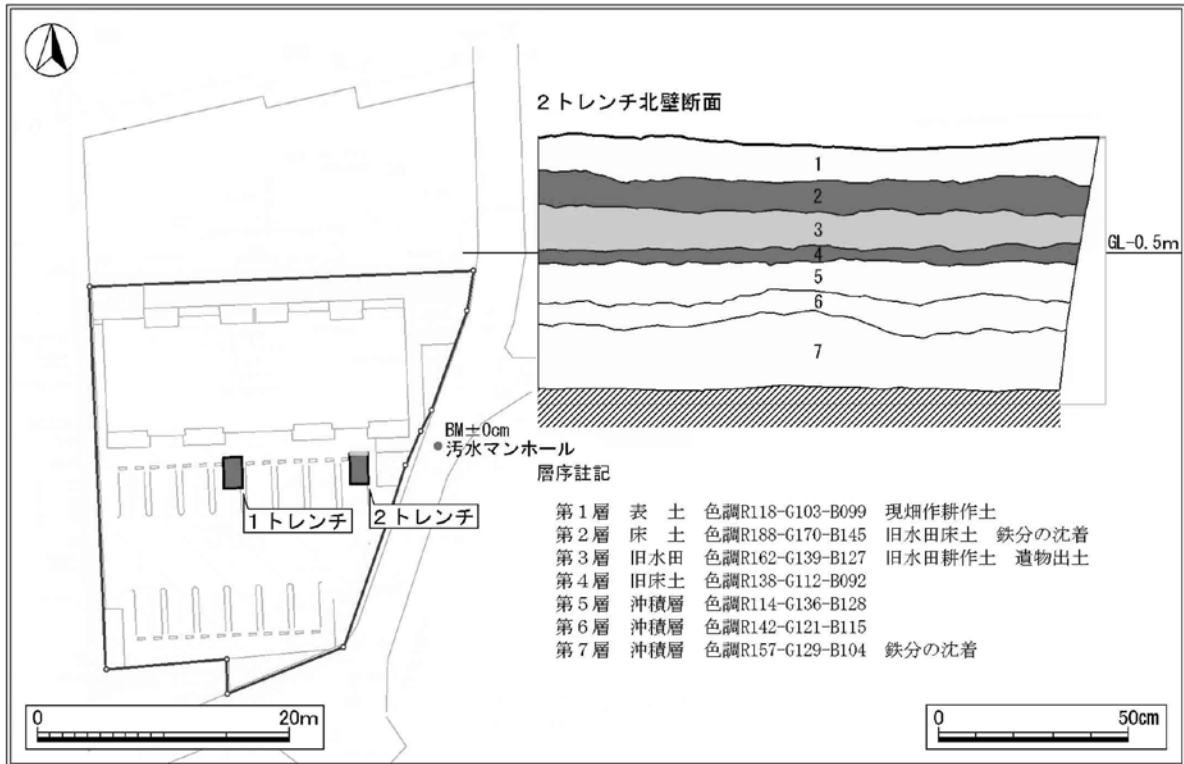 2トレンチ北壁断面
1
2
3
4
5
6
7
GL-0.5m
BM±0cm
汚水マンホール
1トレンチ
2トレンチ
層序註記
第1層 表 土 色調R118-G103-B099 現畑作耕作土
第2層 床 土 色調R188-G170-B145 旧水田床土 鉄分の沈着
第3層 旧水田 色調R162-G139-B127 旧水田耕作土 遺物出土
第4層 旧床土 色調R138-G112-B092
第5層 沖積層 色調R114-G136-B128
第6層 沖積層 色調R142-G121-B115
第7層 沖積層 色調R157-G129-B104 鉄分の沈着
0 20m
0 50cm